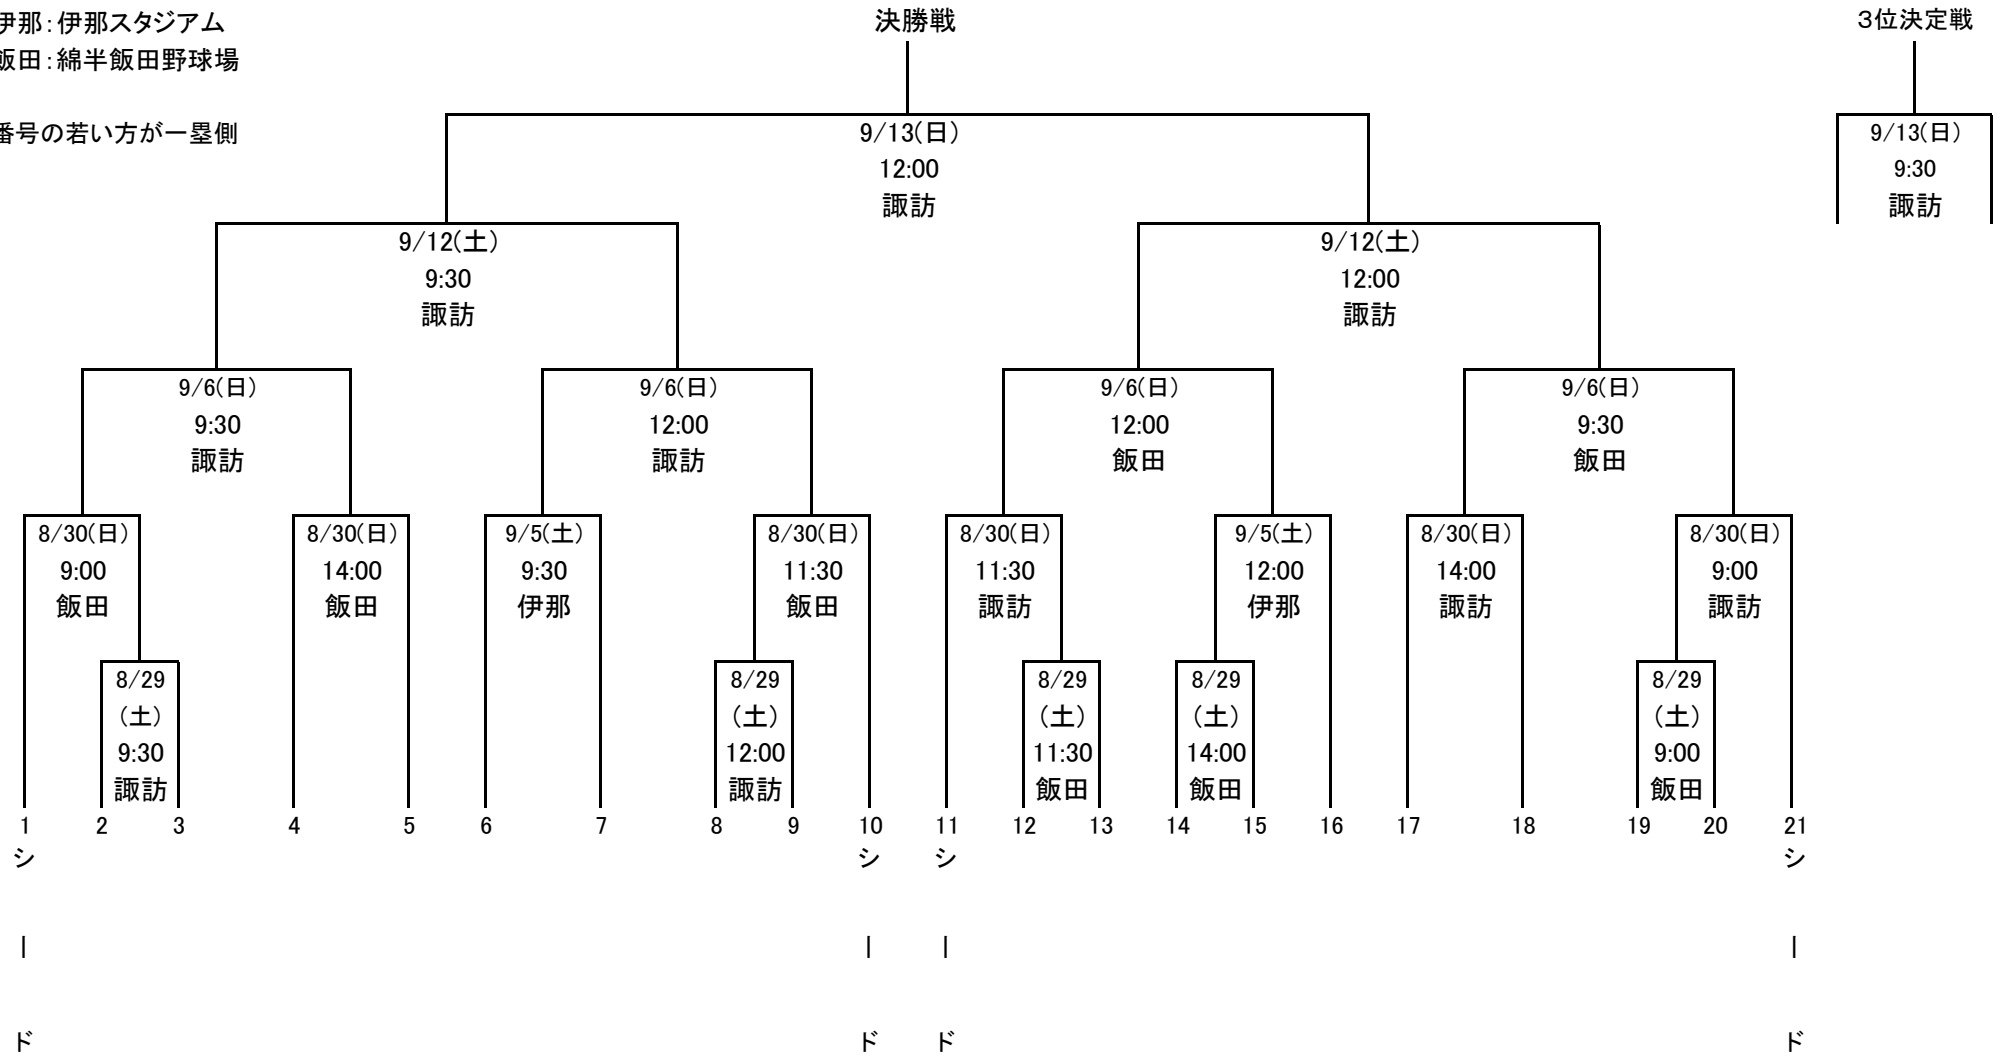 伊那：伊那スタジアム
飯田：綿半飯田野球場
番号の若い方が一塁側
決勝戦
3位決定戦
9/13(日)
12:00
諏訪
9/13(日)
9:30
諏訪
9/12(土)
9:30
諏訪
9/12(土)
12:00
諏訪
9/6(日)
9:30
諏訪
9/6(日)
12:00
諏訪
9/6(日)
12:00
飯田
9/6(日)
9:30
飯田
8/30(日)
9:00
飯田
8/30(日)
14:00
飯田
9/5(土)
9:30
伊那
8/30(日)
11:30
飯田
8/30(日)
11:30
諏訪
9/5(土)
12:00
伊那
8/30(日)
14:00
諏訪
8/30(日)
9:00
諏訪
8/29
(土)
9:30
諏訪
8/29
(土)
12:00
諏訪
8/29
(土)
11:30
飯田
8/29
(土)
14:00
飯田
8/29
(土)
9:00
飯田
1 2 3 4 5 6 7 8 9 10 11 12 13 14 15 16 17 18 19 20 21
シード
シード
シード
シード